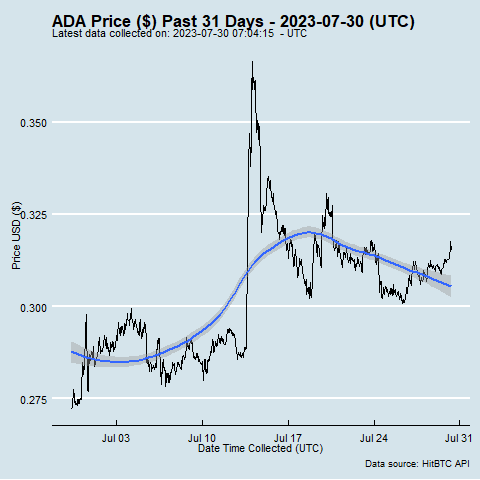 ADA Price ($) Past 31 Days - 2023-07-30 (UTC)
Latest data collected on: 2023-07-30 07:04:15  - UTC
Price USD ($)
0.350
0.325
0.300
0.275
Jul 03 Jul 10 Jul 17 Jul 24 Jul 31
Date Time Collected (UTC)
Data source: HitBTC API